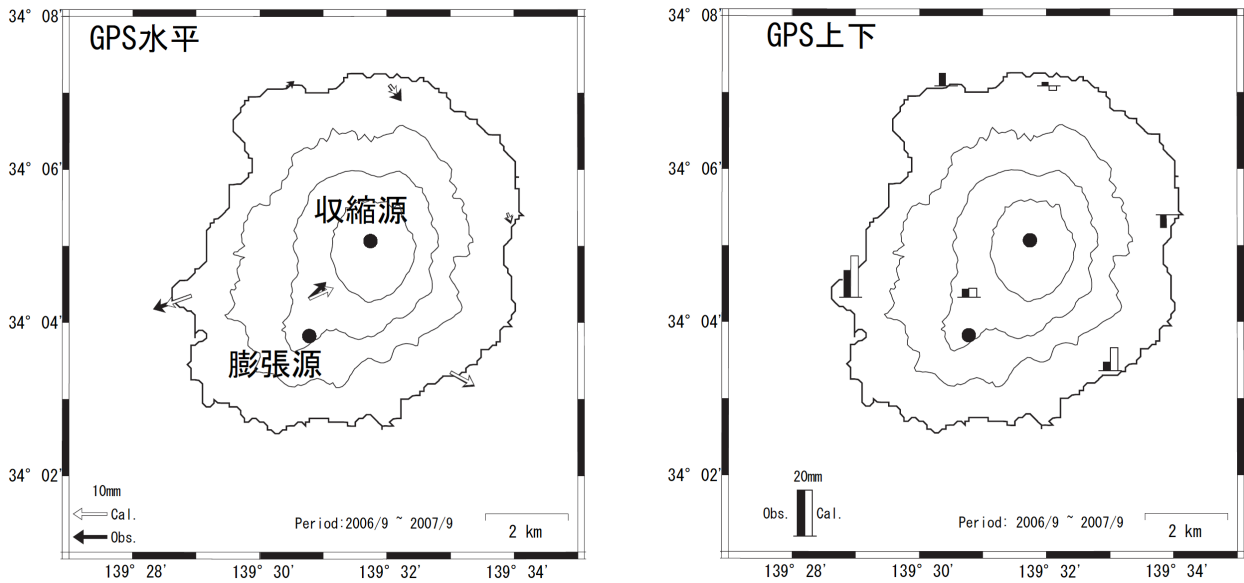 GPS水平
34° 08'
34° 06'
34° 04'
34° 02'
収縮源
膨張源
10mm
Cal.
Obs.
Period:2006/9 ~ 2007/9
2 km
139° 28'
139° 30'
139° 32'
139° 34'
GPS上下
34° 08'
34° 06'
34° 04'
34° 02'
20mm
Obs.
Cal.
Period: 2006/9 ~ 2007/9
2 km
139° 28'
139° 30'
139° 32'
139° 34'